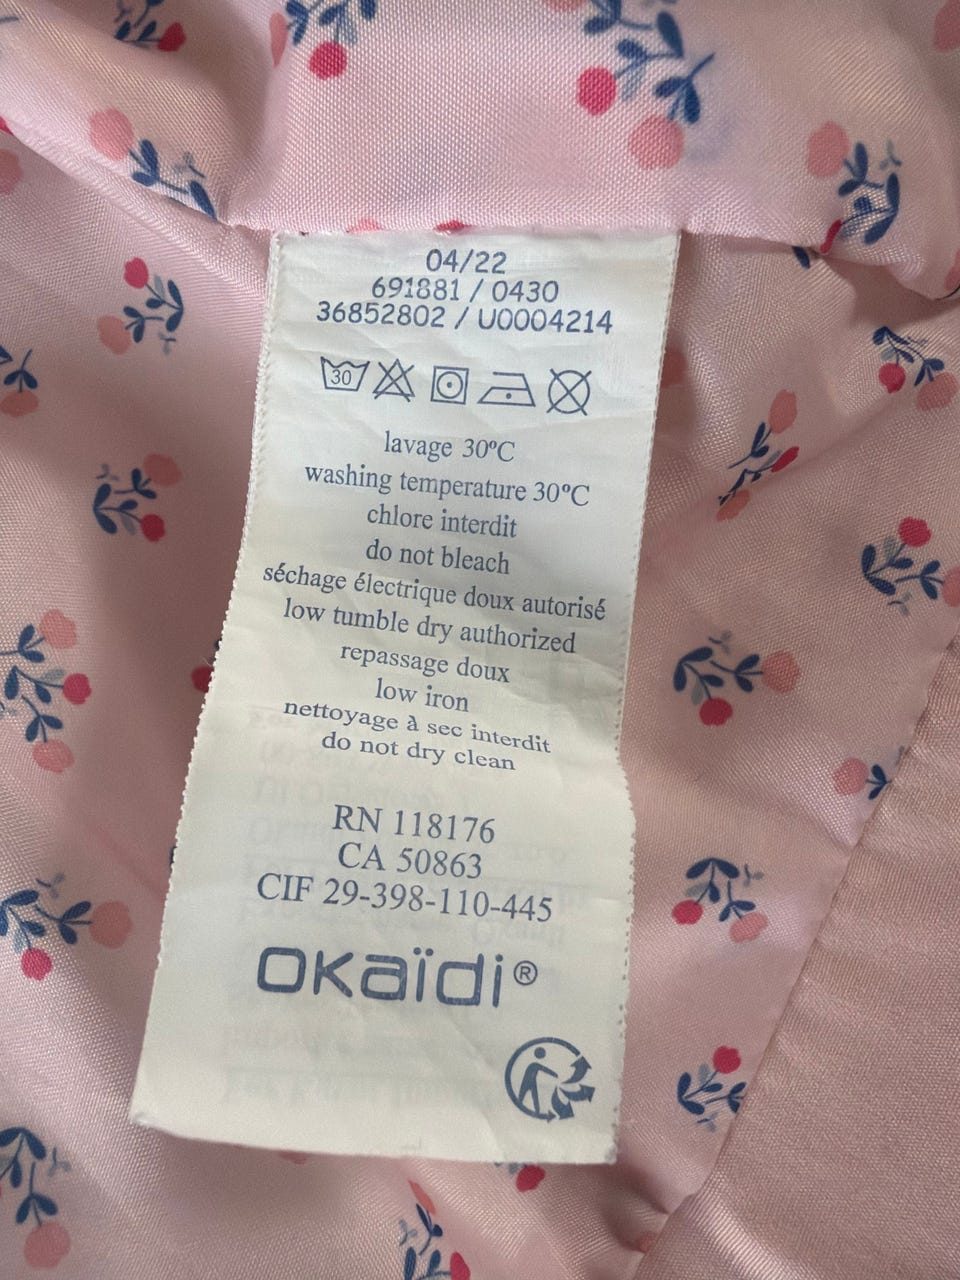 04/22
691881 / 0430
36852802 / U0004214
30
lavage 30ºC
washing temperature 30ºC
chlore interdit
do not bleach
séchage électrique doux autorisé
low tumble dry authorized
repassage doux
low iron
nettoyage à sec interdit
do not dry clean
RN 118176
CA 50863
CIF 29-398-110-445
OKaïdi®